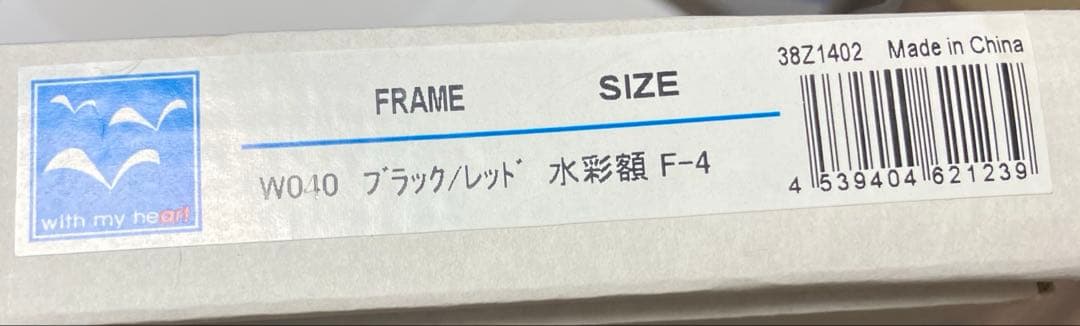 with my heart
FRAME SIZE
W040 ﾌﾞラック/レッﾄﾞ 水彩額 F-4
38Z1402 Made in China
4 539404 621239